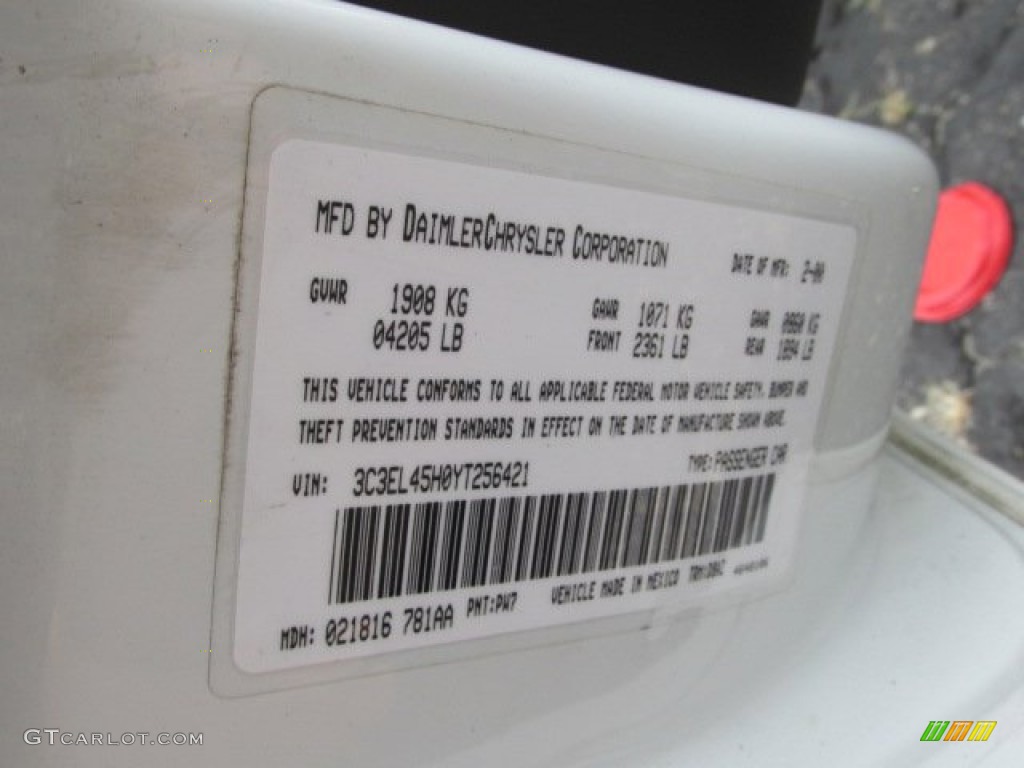 MFD BY DAIMLERCHRYSLER CORPORATION DATE OF MFR: 2-00
GVWR 1908 KG GAWR 1071 KG GAWR 0860 KG
04205 LB FRONT 2361 LB REAR 1894 LB
THIS VEHICLE CONFORMS TO ALL APPLICABLE FEDERAL MOTOR VEHICLE SAFETY, BUMPER AND
THEFT PREVENTION STANDARDS IN EFFECT ON THE DATE OF MANUFACTURE SHOWN ABOVE.
VIN: 3C3EL45H0YT256421 TYPE: PASSENGER CAR
MDH: 021816 781AA PNT:PW7 VEHICLE MADE IN MEXICO
GTCARLOT.COM